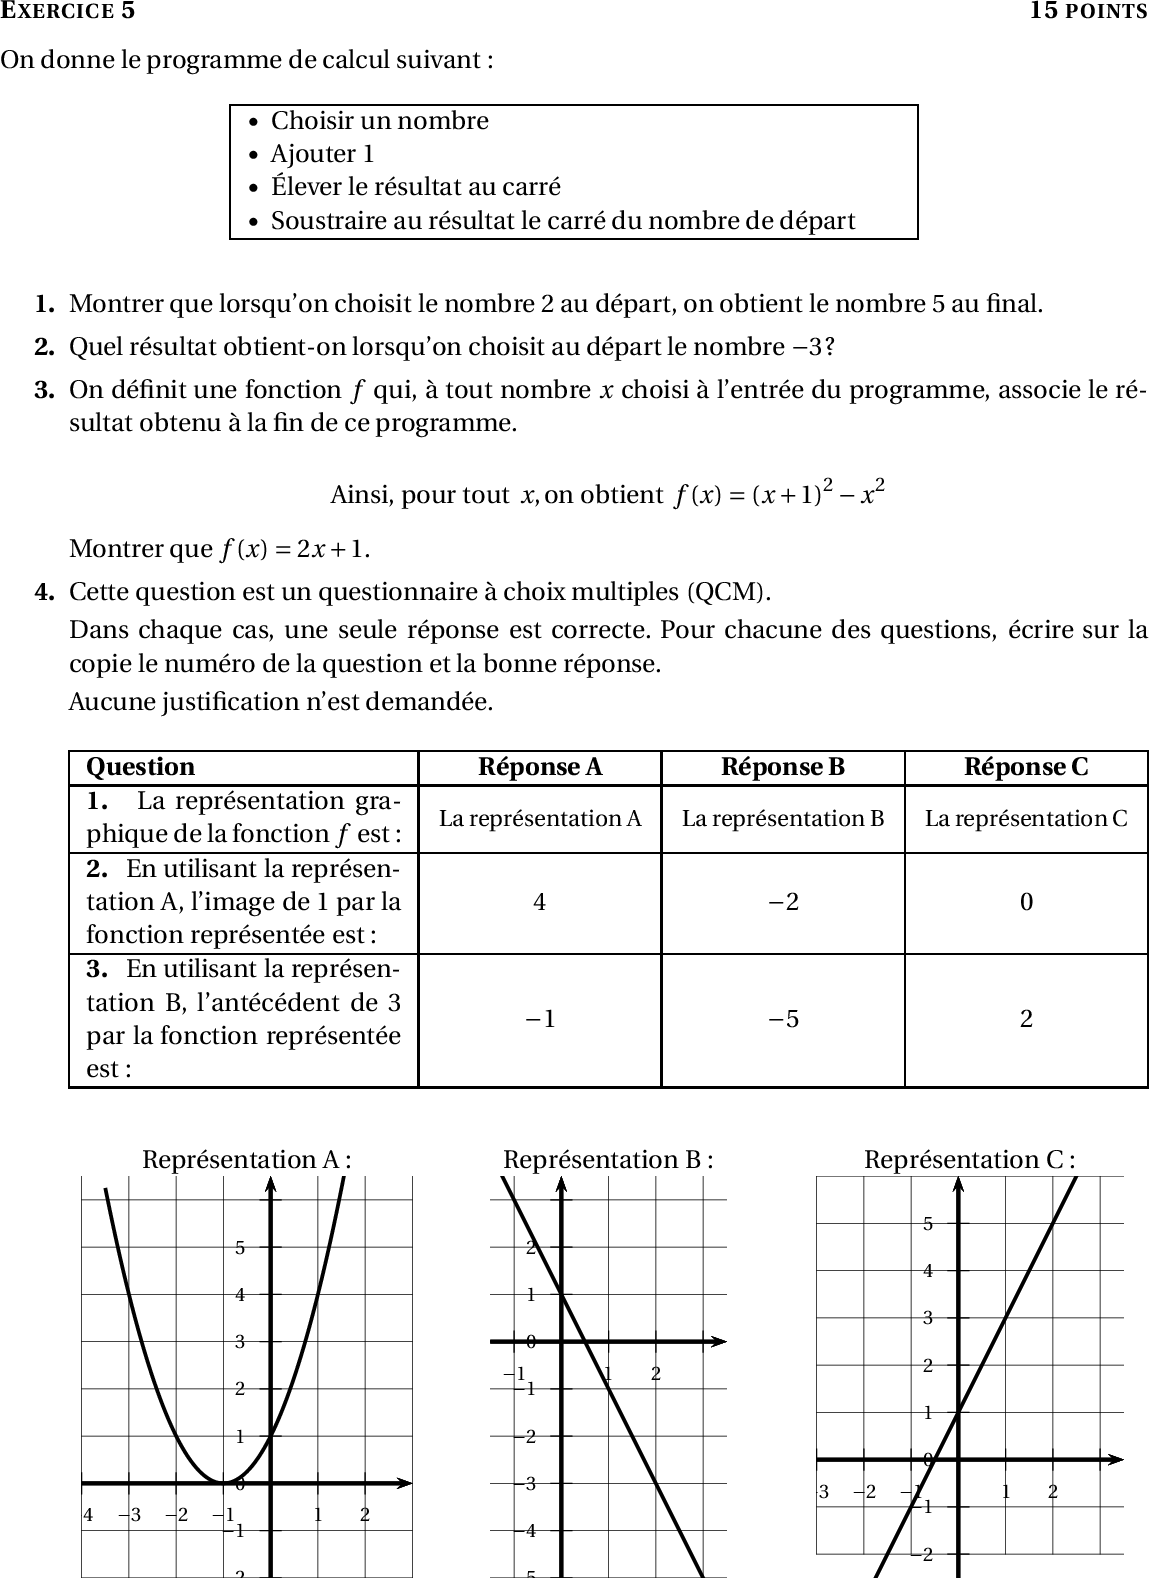 EXERCICE 5 15 POINTS
On donne le programme de calcul suivant :
• Choisir un nombre
• Ajouter 1
• Élever le résultat au carré
• Soustraire au résultat le carré du nombre de départ
1. Montrer que lorsqu'on choisit le nombre 2 au départ, on obtient le nombre 5 au final.
2. Quel résultat obtient-on lorsqu'on choisit au départ le nombre −3?
3. On définit une fonction f qui, à tout nombre x choisi à l'entrée du programme, associe le ré-
sultat obtenu à la fin de ce programme.
Ainsi, pour tout x, on obtient f(x) = (x+1)² − x²
Montrer que f(x) = 2x+1.
4. Cette question est un questionnaire à choix multiples (QCM).
Dans chaque cas, une seule réponse est correcte. Pour chacune des questions, écrire sur la
copie le numéro de la question et la bonne réponse.
Aucune justification n'est demandée.
Question Réponse A Réponse B Réponse C
1. La représentation gra-
phique de la fonction f est :
La représentation A La représentation B La représentation C
2. En utilisant la représen-
tation A, l'image de 1 par la
fonction représentée est :
4 −2 0
3. En utilisant la représen-
tation B, l'antécédent de 3
par la fonction représentée
est :
−1 −5 2
Représentation A : Représentation B : Représentation C :
5
4
3
2
1
0
4 −3 −2 −1 1 2
−1
2
2
1
0
−1 1 2
−1
−2
−3
−4
5
5
4
3
2
1
0
3 −2 −1 1 2
−1
−2